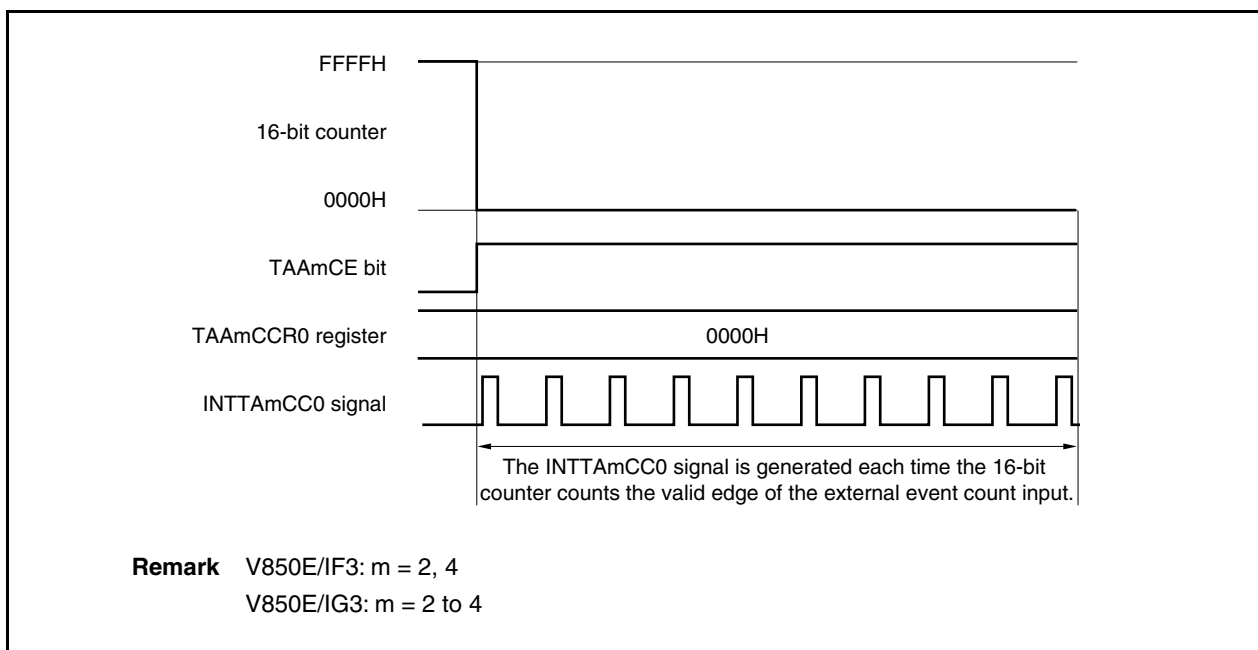 FFFFH
16-bit counter
0000H
TAAmCE bit
TAAmCCR0 register
0000H
INTTAmCC0 signal
The INTTAmCC0 signal is generated each time the 16-bit
counter counts the valid edge of the external event count input.
Remark V850E/IF3: m = 2, 4
V850E/IG3: m = 2 to 4